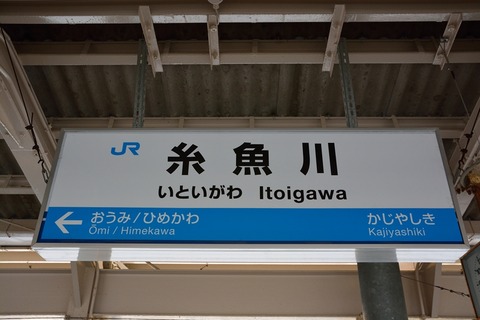 JR
糸魚川
いといがわ Itoigawa
おうみ/ひめかわ
Ōmi / Himekawa
かじやしき
Kajiyashiki